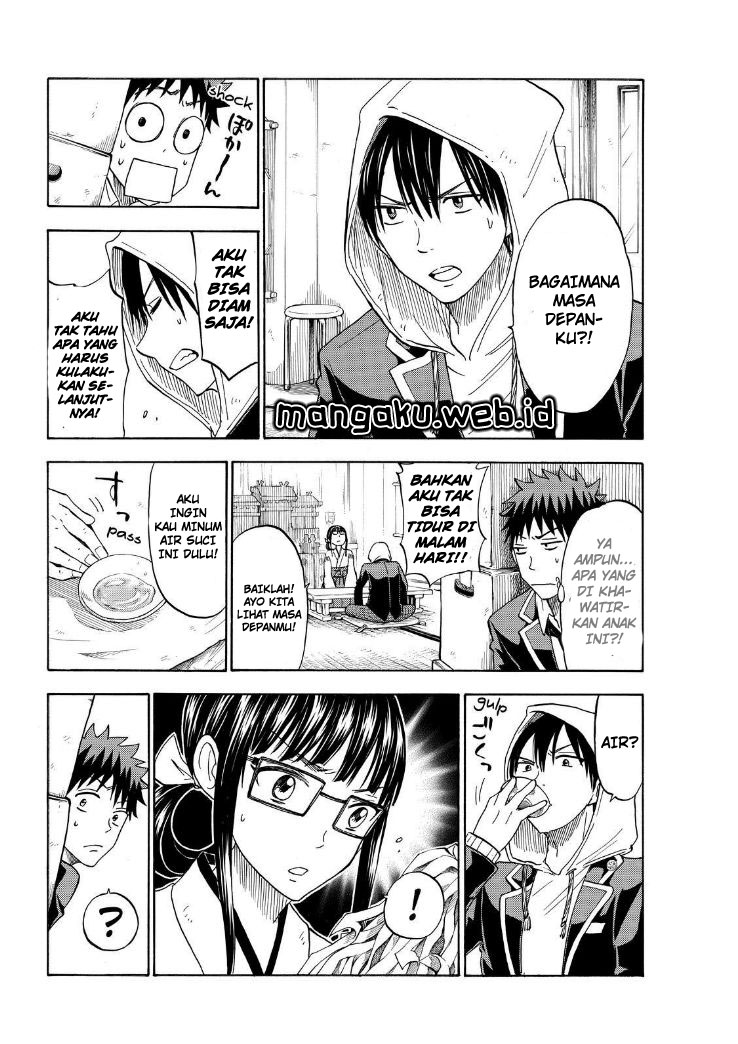 BAGAIMANA
MASA
DEPAN-
KU?!
shock
ぽかーん
AKU
TAK
BISA
DIAM
SAJA!
AKU
TAK TAHU
APA YANG
HARUS
KULAKU-
KAN SE-
LANJUT-
NYA!
mangaku.web.id
YA
AMPUN...
APA YANG
DI KHA-
WATIR-
KAN ANAK
INI?!
BAHKAN
AKU TAK
BISA
TIDUR DI
MALAM
HARI!!
BAIKLAH!
AYO KITA
LIHAT MASA
DEPANMU!
AKU
INGIN
KAU MINUM
AIR SUCI
INI DULU!
すっ
pass
AIR?
gulp
ごくっ
!
?